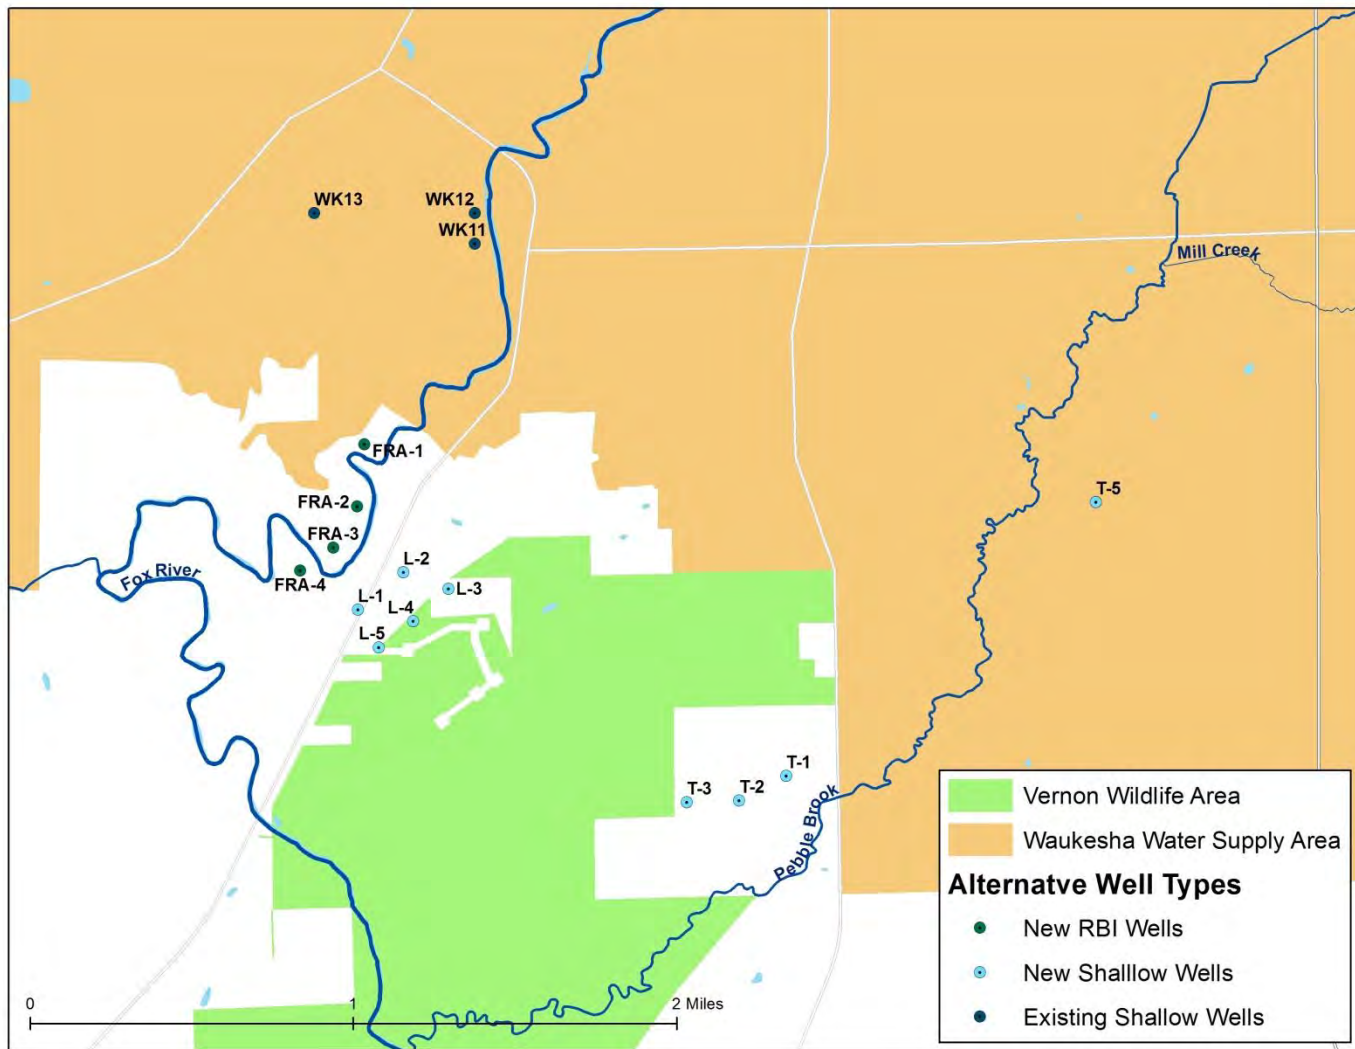 WK13
WK12
WK11
Mill Creek
FRA-1
T-5
FRA-2
FRA-3
L-2
Fox River
FRA-4
L-3
L-1
L-4
L-5
T-1
T-3
T-2
Pebble Brook
Vernon Wildlife Area
Waukesha Water Supply Area
Alternatve Well Types
New RBI Wells
New Shalllow Wells
Existing Shallow Wells
0 1 2 Miles